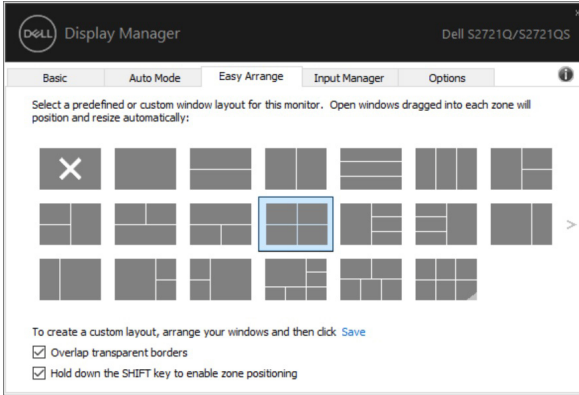 DELL Display Manager Dell S2721Q/S2721QS
Basic Auto Mode Easy Arrange Input Manager Options
Select a predefined or custom window layout for this monitor. Open windows dragged into each zone will
position and resize automatically:
To create a custom layout, arrange your windows and then click Save
Overlap transparent borders
Hold down the SHIFT key to enable zone positioning